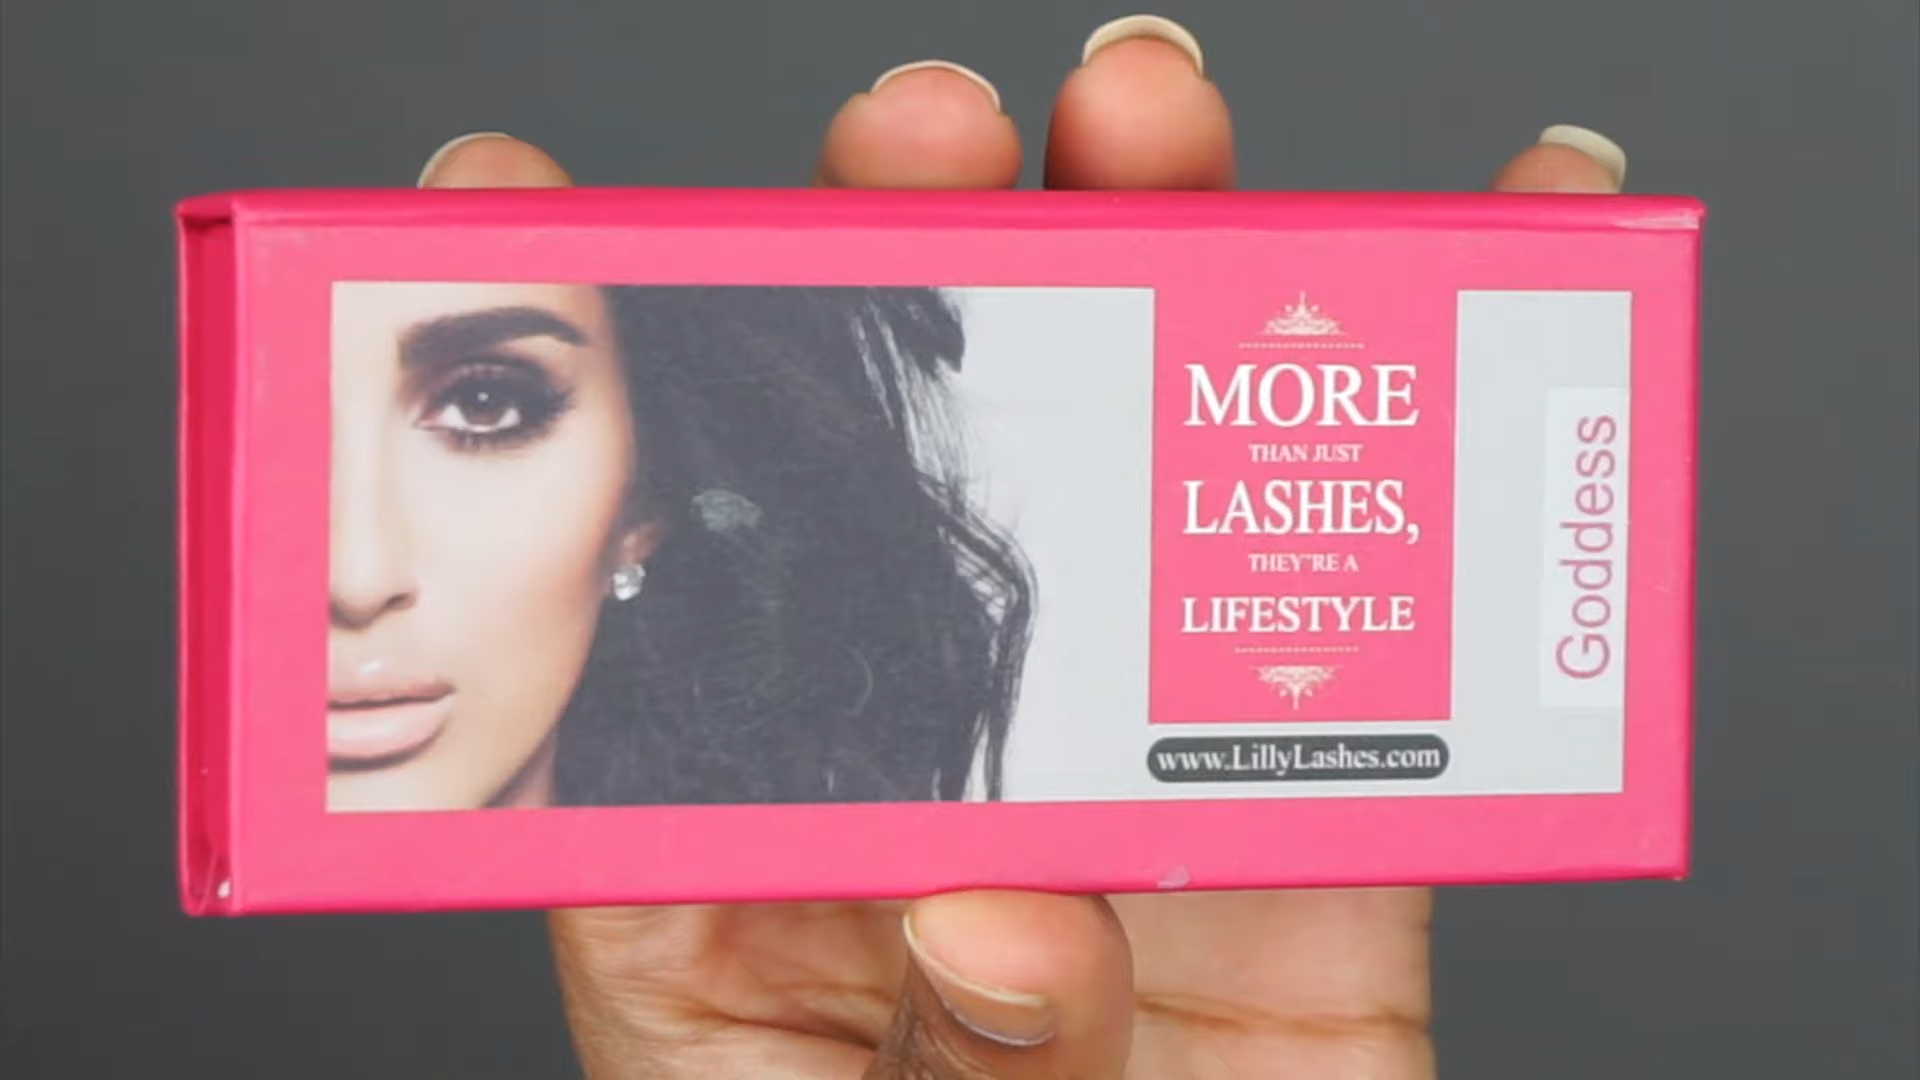 MORE
THAN JUST
LASHES,
THEY'RE A
LIFESTYLE
www.LillyLashes.com
Goddess